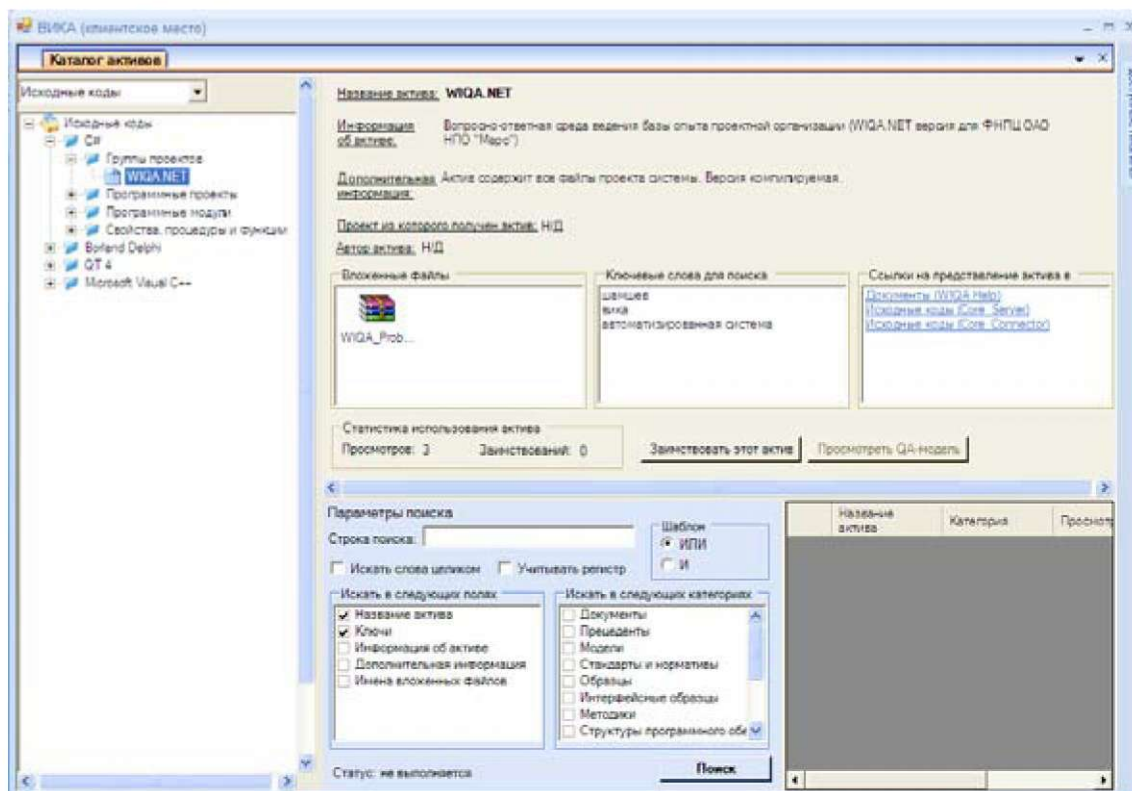 ВИКА (клиентское место)
Каталог активов
Исходные коды
Исходные коды
C#
Группы проектов
WIQA.NET
Программные проекты
Программные модули
Свойства, процедуры и функции
Borland Delphi
QT 4
Microsoft Visual C++
Название актива: WIQA.NET
Информация об активе: Вопросно-ответная среда ведения базы опыта проектной организации (WIQA.NET версия для ФНПЦ ОАО
НПО "Марс")
Дополнительная информация: Актив содержит все файлы проекта системы. Версия компилируемая.
Проект из которого получен актив: Н/Д
Автор актива: Н/Д
Вложенные файлы
WIQA_Prob...
Ключевые слова для поиска
шамшев
вика
автоматизированная система
Ссылки на представление актива в
Документы (WIQA Help)
Исходные коды (Core_Server)
Исходные коды (Core_Connector)
Статистика использования актива
Просмотров: 3 Заимствований: 0
Заимствовать этот актив
Просмотреть QA-модель
Параметры поиска
Строка поиска:
Шаблон
ИЛИ
И
Искать слова целиком
Учитывать регистр
Искать в следующих полях
Название актива
Ключи
Информация об активе
Дополнительная информация
Имена вложенных файлов
Искать в следующих категориях
Документы
Прецеденты
Модели
Стандарты и нормативы
Образцы
Интерфейсные образцы
Методики
Структуры программного обе
Статус: не выполняется
Поиск
Название актива
Категория
Просмотр